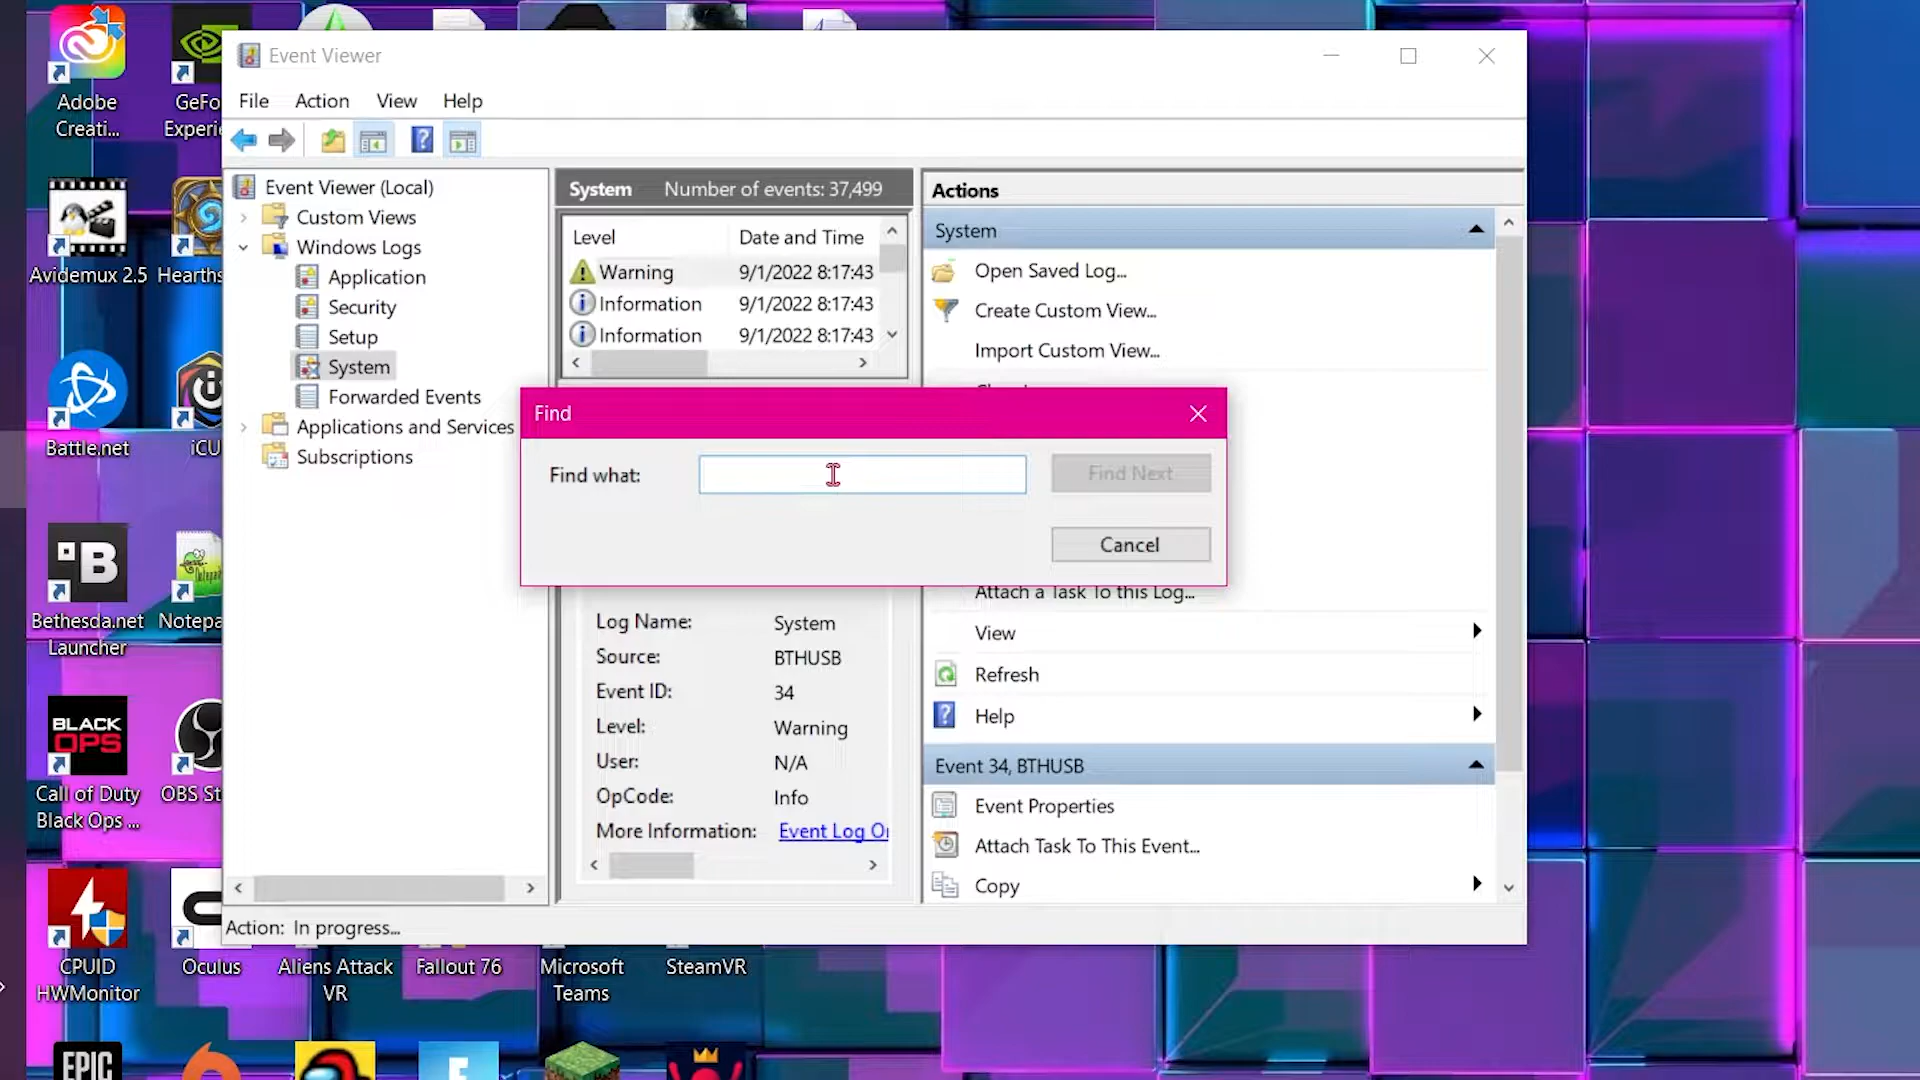 Adobe
Creati...
GeFo
Experie
Avidemux 2.5
Hearths
Battle.net
iCU
B
Bethesda.net
Launcher
Notepa
BLACK
OPS
Call of Duty
Black Ops ...
OBS St
CPUID
HWMonitor
Oculus
Aliens Attack
VR
Fallout 76
Microsoft
Teams
SteamVR
EPIC
Event Viewer
File Action View Help
Event Viewer (Local)
Custom Views
Windows Logs
Application
Security
Setup
System
Forwarded Events
Applications and Services
Subscriptions
System Number of events: 37,499
Level Date and Time
Warning 9/1/2022 8:17:43
Information 9/1/2022 8:17:43
Information 9/1/2022 8:17:43
Find
Find what:
Find Next
Cancel
Log Name: System
Source: BTHUSB
Event ID: 34
Level: Warning
User: N/A
OpCode: Info
More Information: Event Log O
Actions
System
Open Saved Log...
Create Custom View...
Import Custom View...
Attach a Task To this Log...
View
Refresh
Help
Event 34, BTHUSB
Event Properties
Attach Task To This Event...
Copy
Action: In progress...